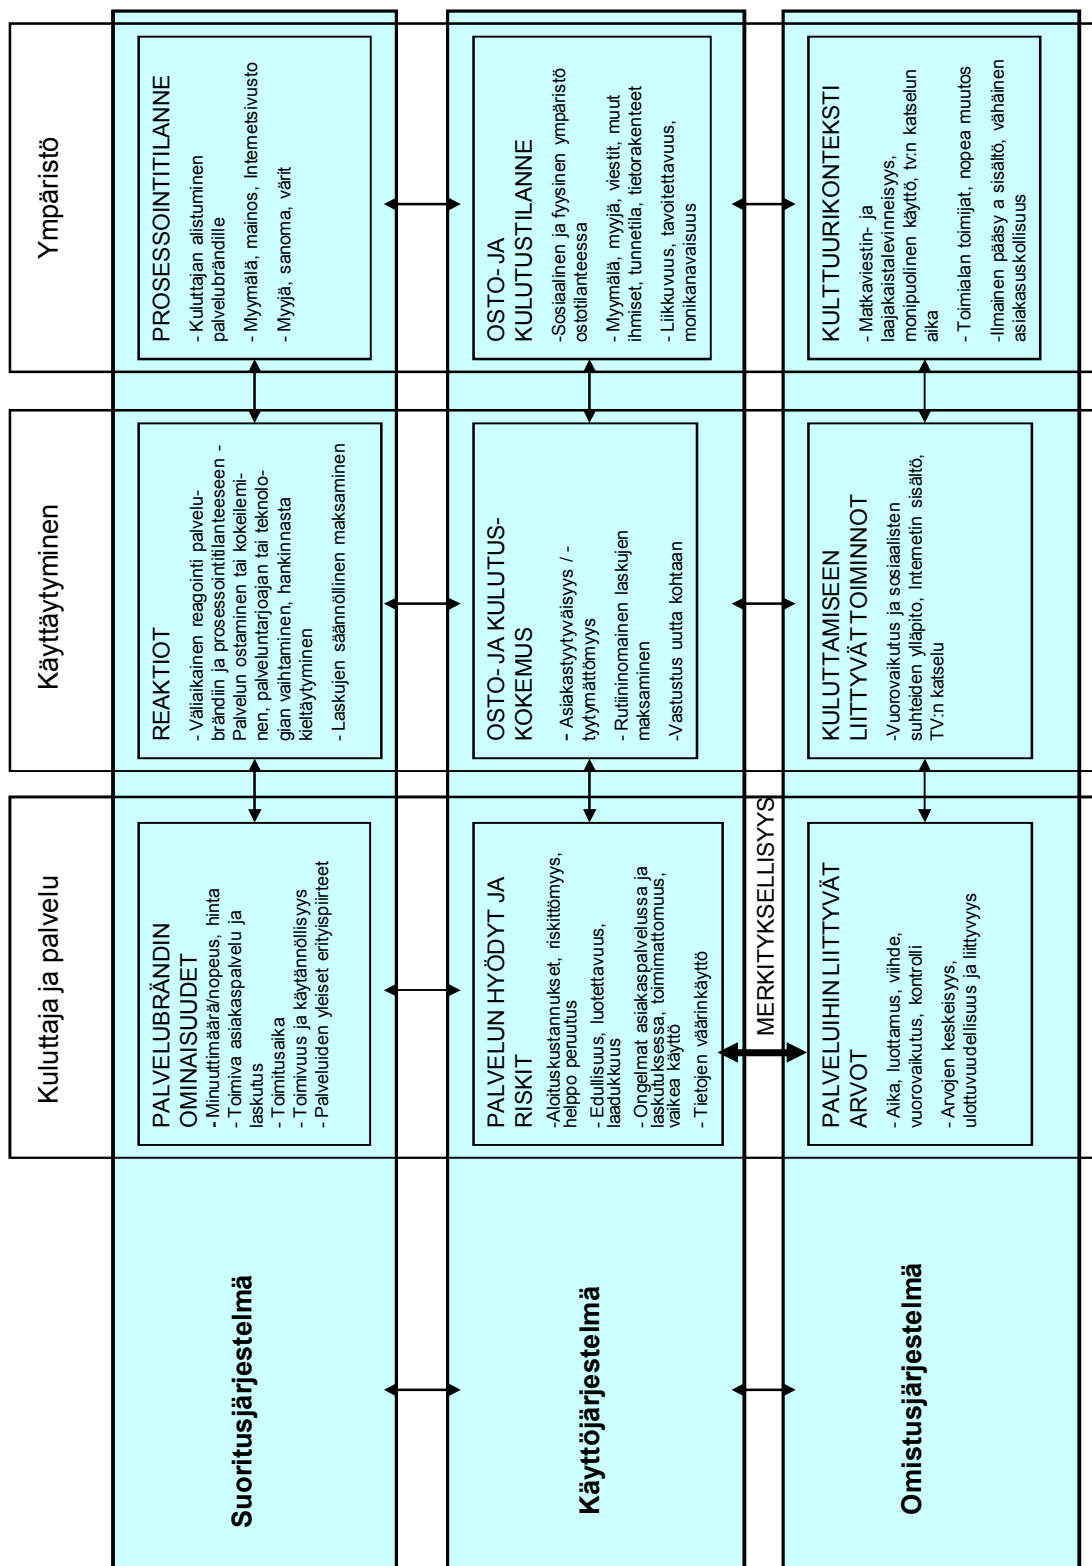 Kuluttaja ja palvelu
Käyttäytyminen
Ympäristö
Suoritusjärjestelmä
PALVELUBRÄNDIN
OMINAISUUDET
- Minuuttimäärä/nopeus, hinta
- Toimiva asiakaspalvelu ja
laskutus
- Toimitusaika
- Toimivuus ja käytännöllisyys
- Palveluiden yleiset erityispiirteet
REAKTIOT
- Väliaikainen reagointi palvelu-
brändiin ja prosessointitilanteeseen -
Palvelun ostaminen tai kokeilemi-
nen, palveluntarjoajan tai teknolo-
gian vaihtaminen, hankinnasta
kieltäytyminen
- Laskujen säännöllinen maksaminen
PROSESSOINTITILANNE
- Kuluttajan alistuminen
palvelubrändille
- Myymälä, mainos, Internetsivusto
- Myyjä, sanoma, värit
Käyttöjärjestelmä
PALVELUN HYÖDYT JA
RISKIT
-Aloituskustannukset, riskittömyys,
helppo peruutus
- Edullisuus, luotettavuus,
laadukkuus
- Ongelmat asiakaspalvelussa ja
laskutuksessa, toimimattomuus,
vaikea käyttö
- Tietojen väärinkäyttö
OSTO- JA KULUTUS-
KOKEMUS
- Asiakastyytyväisyys / -
tyytymättömyys
- Rutiininomainen laskujen
maksaminen
-Vastustus uutta kohtaan
OSTO- JA
KULUTUSTILANNE
-Sosiaalinen ja fyysinen ympäristö
ostotilanteessa
- Myymälä, myyjä, viestit, muut
ihmiset, tunnetila, tietorakenteet
- Liikkuvuus, tavoitettavuus,
monikanavaisuus
MERKITYKSELLISYYS
Omistusjärjestelmä
PALVELUIHIN LIITTYVÄT
ARVOT
- Aika, luottamus, viihde,
vuorovaikutus, kontrolli
- Arvojen keskeisyys,
ulottuvuudellisuus ja liittyvyys
KULUTTAMISEEN
LIITTYVÄT TOIMINNOT
-Vuorovaikutus ja sosiaalisten
suhteiden ylläpito, Internetin sisältö,
TV:n katselu
KULTTUURIKONTEKSTI
- Matkaviestin- ja
laajakaistalevinneisyys,
monipuolinen käyttö, tv:n katselun
aika
- Toimialan toimijat, nopea muutos
-Ilmainen pääsy a sisältö, vähäinen
asiakasuskollisuus